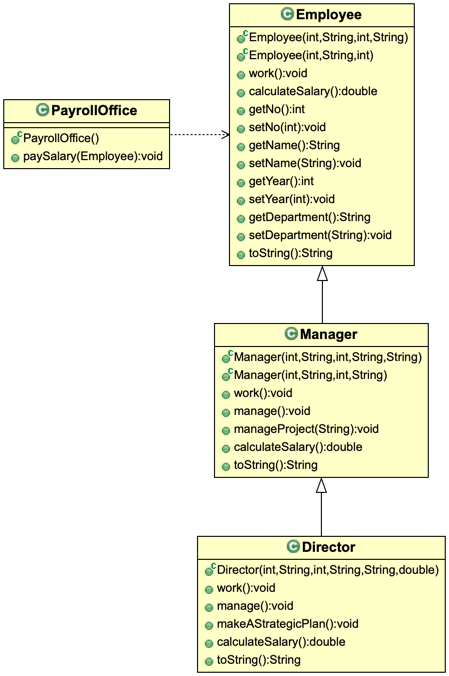 Employee
Employee(int,String,int,String)
Employee(int,String,int)
work():void
calculateSalary():double
getNo():int
setNo(int):void
getName():String
setName(String):void
getYear():int
setYear(int):void
getDepartment():String
setDepartment(String):void
toString():String
PayrollOffice
PayrollOffice()
paySalary(Employee):void
Manager
Manager(int,String,int,String,String)
Manager(int,String,int,String)
work():void
manage():void
manageProject(String):void
calculateSalary():double
toString():String
Director
Director(int,String,int,String,String,double)
work():void
manage():void
makeAStrategicPlan():void
calculateSalary():double
toString():String